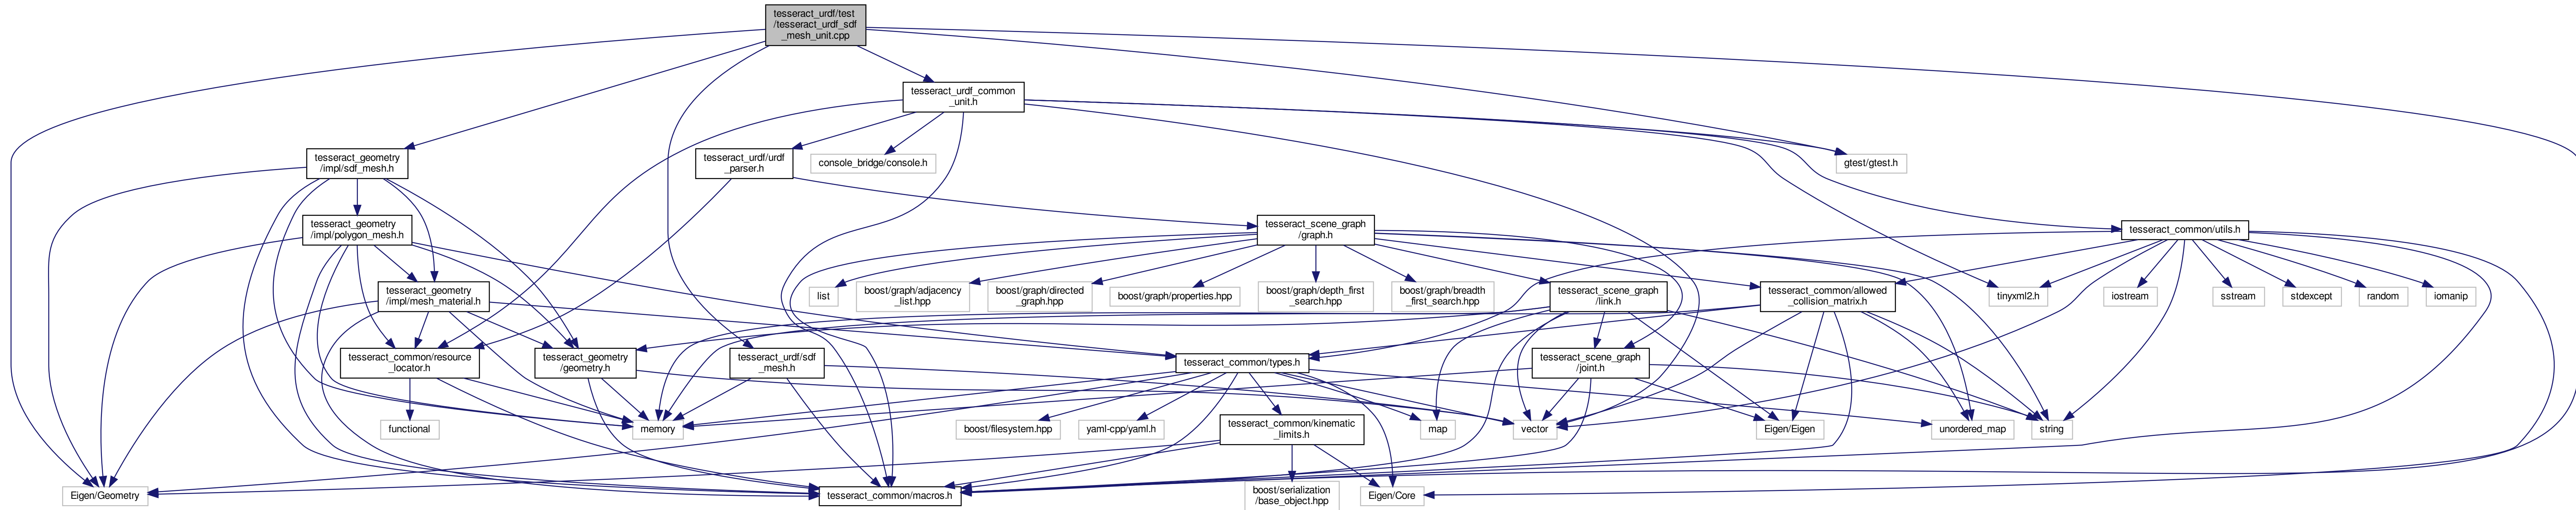 tesseract_urdf/test
/tesseract_urdf_sdf
_mesh_unit.cpp
tesseract_urdf_common
_unit.h
tesseract_geometry
/impl/sdf_mesh.h
tesseract_urdf/urdf
_parser.h
console_bridge/console.h
gtest/gtest.h
tesseract_geometry
/impl/polygon_mesh.h
tesseract_scene_graph
/graph.h
tesseract_common/utils.h
tesseract_geometry
/impl/mesh_material.h
list
boost/graph/adjacency
_list.hpp
boost/graph/directed
_graph.hpp
boost/graph/properties.hpp
boost/graph/depth_first
_search.hpp
boost/graph/breadth
_first_search.hpp
tesseract_scene_graph
/link.h
tesseract_common/allowed
_collision_matrix.h
tinyxml2.h
iostream
sstream
stdexcept
random
iomanip
tesseract_common/resource
_locator.h
tesseract_geometry
/geometry.h
tesseract_urdf/sdf
_mesh.h
tesseract_common/types.h
tesseract_scene_graph
/joint.h
functional
memory
boost/filesystem.hpp
yaml-cpp/yaml.h
tesseract_common/kinematic
_limits.h
map
vector
Eigen/Eigen
unordered_map
string
Eigen/Geometry
tesseract_common/macros.h
boost/serialization
/base_object.hpp
Eigen/Core